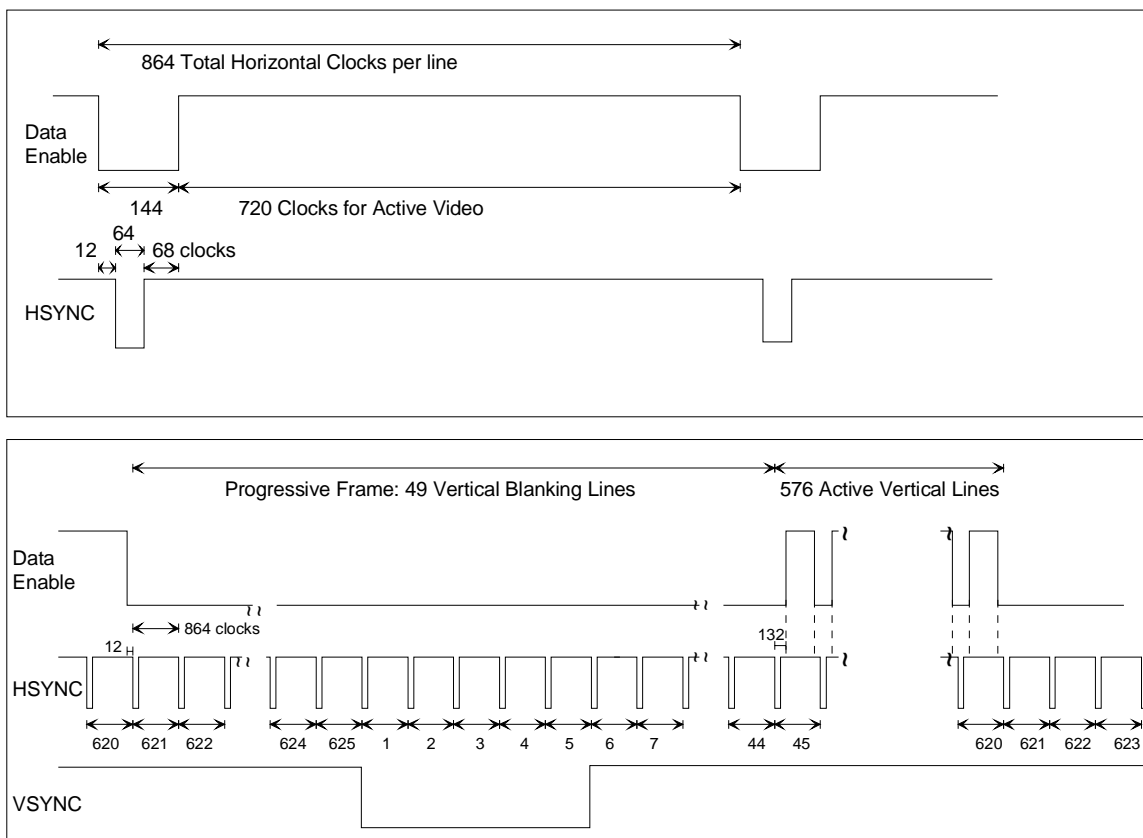 864 Total Horizontal Clocks per line
Data
Enable
144
720 Clocks for Active Video
64
12
68 clocks
HSYNC
Progressive Frame: 49 Vertical Blanking Lines
576 Active Vertical Lines
Data
Enable
864 clocks
12
132
HSYNC
620 621 622 624 625 1 2 3 4 5 6 7 44 45 620 621 622 623
VSYNC